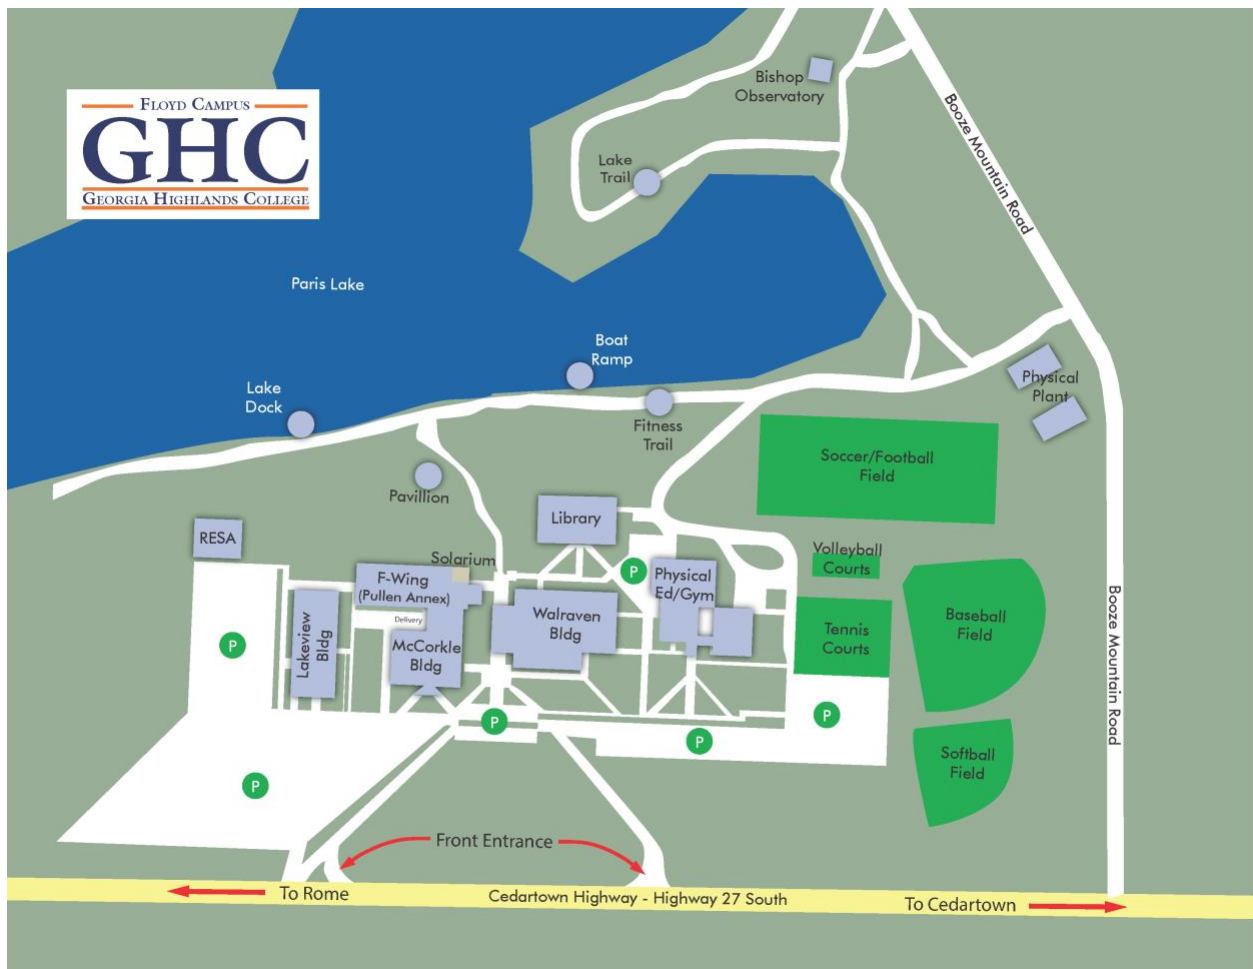 FLOYD CAMPUS
GHC
GEORGIA HIGHLANDS COLLEGE
Bishop
Observatory
Booze Mountain Road
Lake
Trail
Paris Lake
Boat
Ramp
Lake
Dock
Physical
Plant
Fitness
Trail
Soccer/Football
Field
Pavillion
Library
RESA
Solarium
Volleyball
Courts
F-Wing
(Pullen Annex)
P
Physical
Ed/Gym
Delivery
Walraven
Bldg
Baseball
Field
Tennis
Courts
Lakeview
Bldg
P
McCorkle
Bldg
Booze Mountain Road
P
P
P
Softball
Field
P
Front Entrance
To Rome
Cedartown Highway - Highway 27 South
To Cedartown